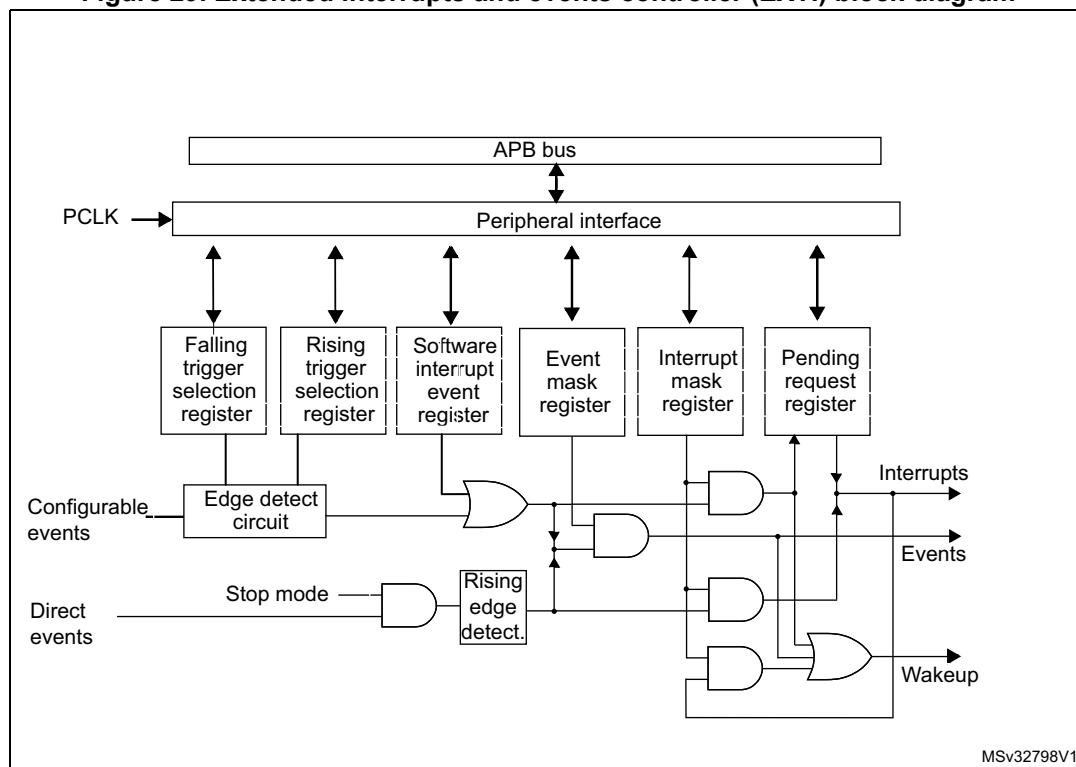 Figure Extended interrupts and events controller (EXTI) block diagram
APB bus
PCLK
Peripheral interface
Falling
trigger
selection
register
Rising
trigger
selection
register
Software
interrupt
event
register
Event
mask
register
Interrupt
mask
register
Pending
request
register
Interrupts
Configurable
events
Edge detect
circuit
Events
Stop mode
Rising
edge
detect.
Direct
events
Wakeup
MSv32798V1